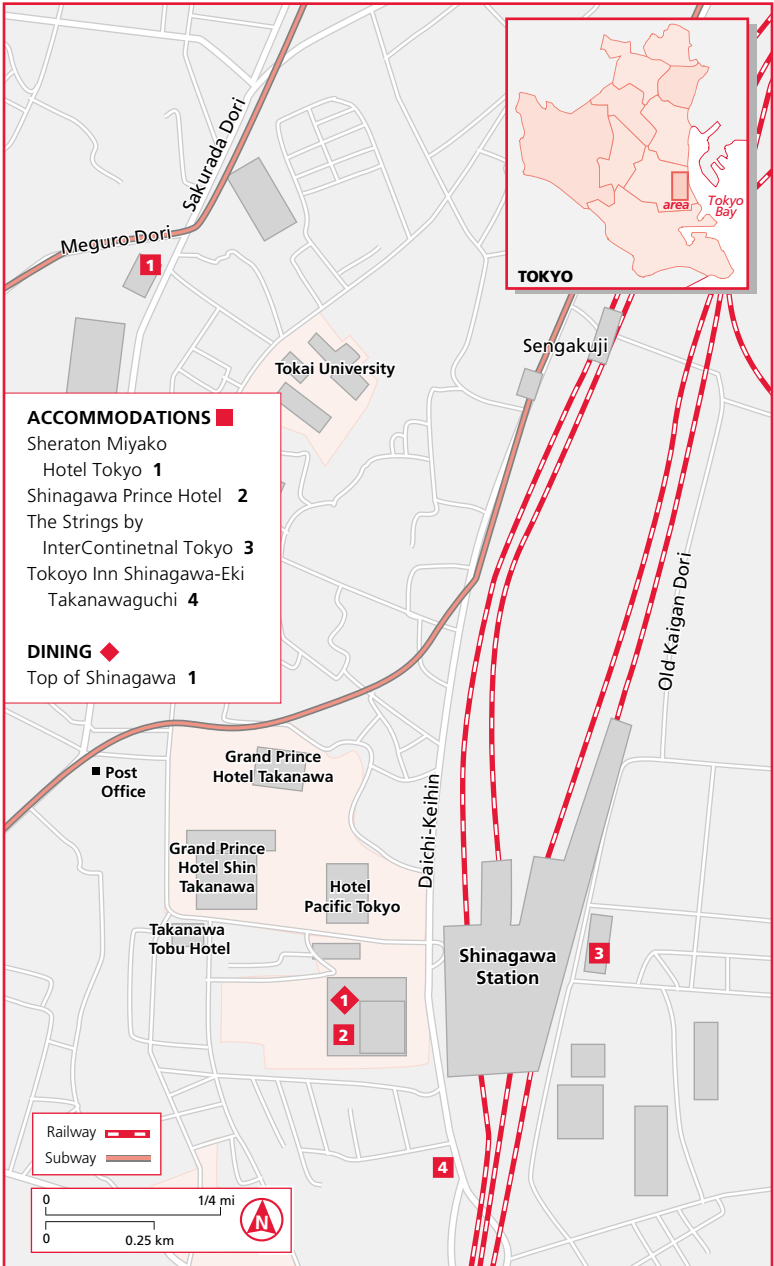 Sakurada Dori
Meguro Dori
1
area
Tokyo
Bay
TOKYO
Sengakuji
Tokai University
ACCOMMODATIONS
Sheraton Miyako
Hotel Tokyo 1
Shinagawa Prince Hotel 2
The Strings by
InterContinetnal Tokyo 3
Tokoyo Inn Shinagawa-Eki
Takanawaguchi 4
DINING
Top of Shinagawa 1
Old Kaigan Dori
Post
Office
Grand Prince
Hotel Takanawa
Daichi-Keihin
Grand Prince
Hotel Shin
Takanawa
Hotel
Pacific Tokyo
Takanawa
Tobu Hotel
Shinagawa
Station
3
1
2
4
Railway
Subway
0 1/4 mi
0 0.25 km
N